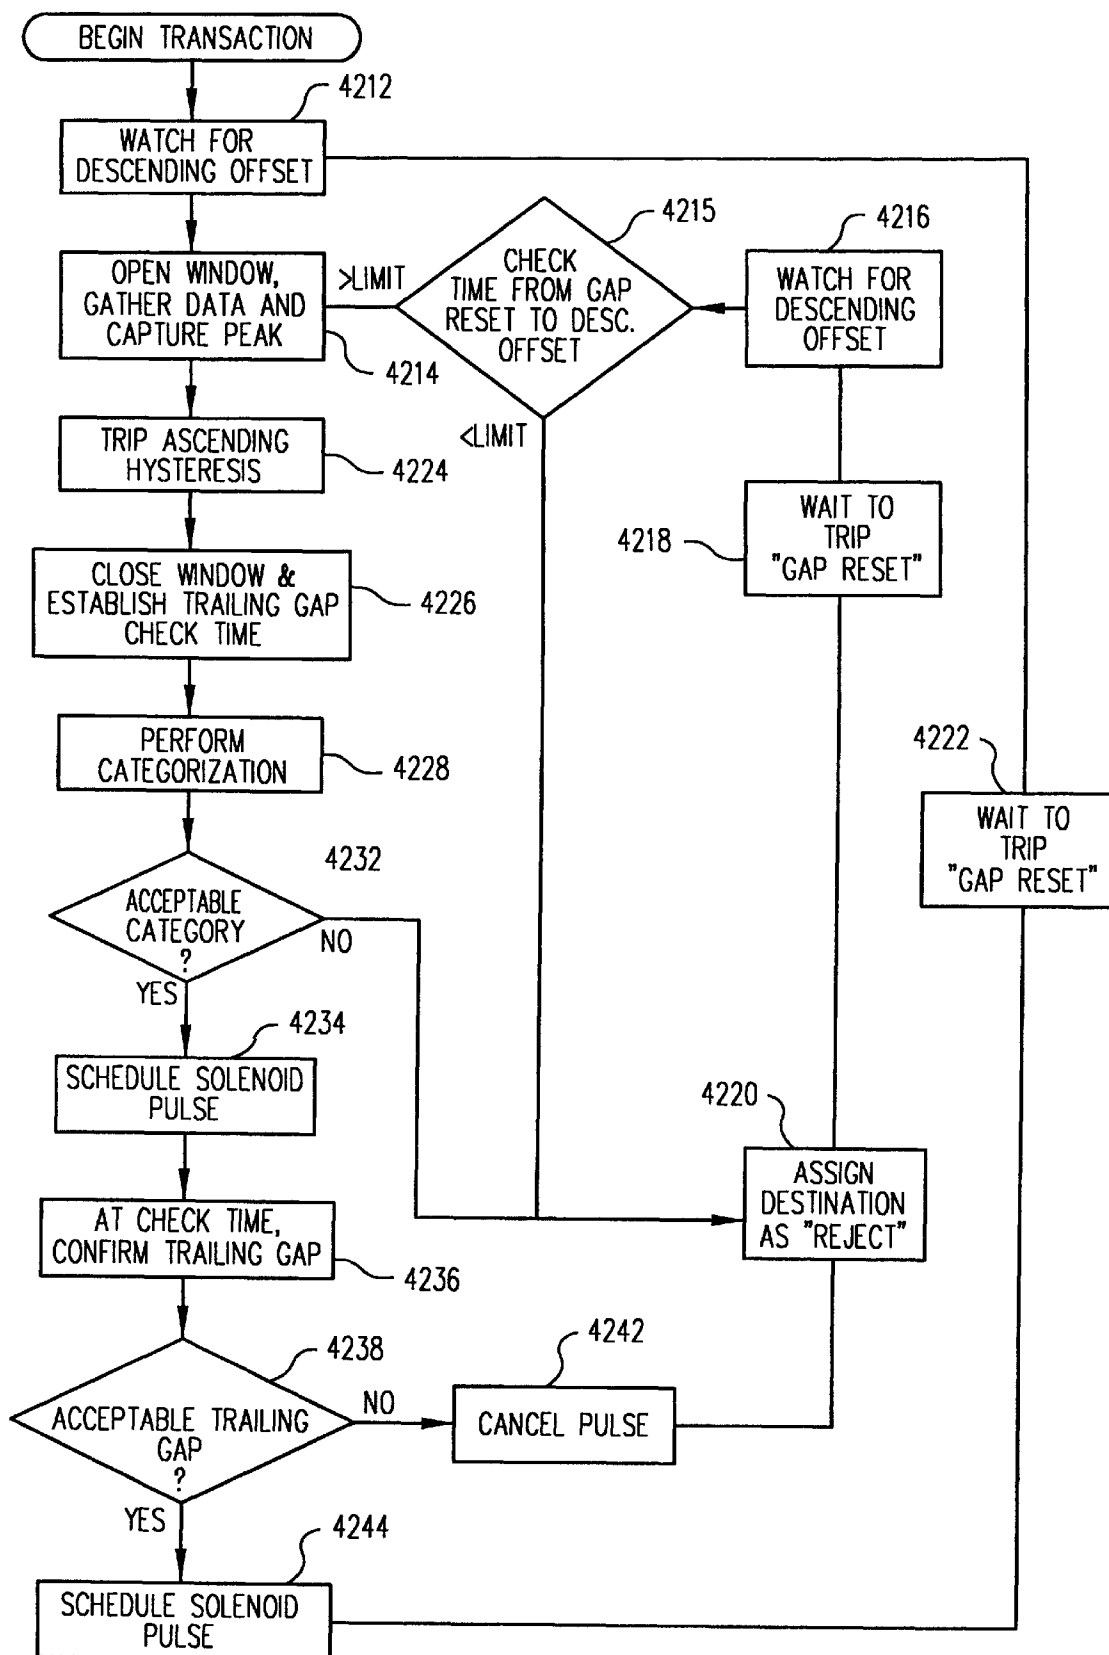 BEGIN TRANSACTION
4212
WATCH FOR
DESCENDING OFFSET
4215
4216
OPEN WINDOW,
GATHER DATA AND
CAPTURE PEAK
>LIMIT
CHECK
TIME FROM GAP
RESET TO DESC.
OFFSET
WATCH FOR
DESCENDING
OFFSET
4214
<LIMIT
TRIP ASCENDING
HYSTERESIS
4224
WAIT TO
TRIP
"GAP RESET"
4218
CLOSE WINDOW &
ESTABLISH TRAILING GAP
CHECK TIME
4226
PERFORM
CATEGORIZATION
4228
4222
WAIT TO
TRIP
"GAP RESET"
4232
ACCEPTABLE
CATEGORY
?
NO
YES
4234
SCHEDULE SOLENOID
PULSE
4220
ASSIGN
DESTINATION
AS "REJECT"
AT CHECK TIME,
CONFIRM TRAILING GAP
4236
4238
ACCEPTABLE TRAILING
GAP
?
NO
4242
CANCEL PULSE
YES
4244
SCHEDULE SOLENOID
PULSE